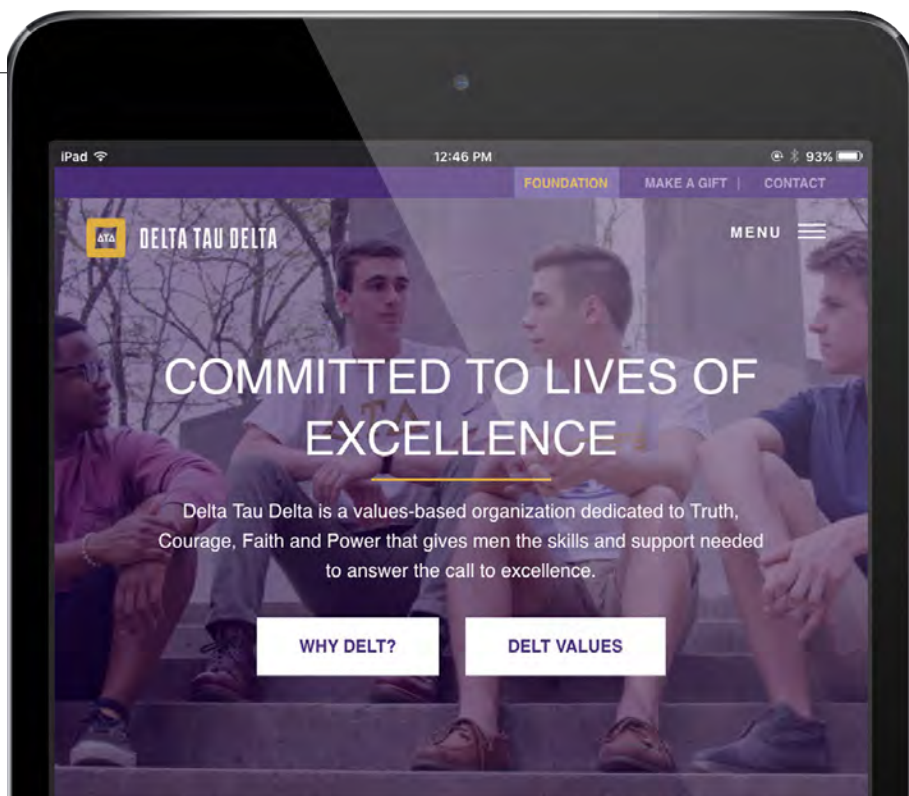 iPad 12:46 PM 93%
FOUNDATION MAKE A GIFT | CONTACT
ΔΤΔ DELTA TAU DELTA MENU
COMMITTED TO LIVES OF
EXCELLENCE
ΔΤΔ
Delta Tau Delta is a values-based organization dedicated to Truth,
Courage, Faith and Power that gives men the skills and support needed
to answer the call to excellence.
WHY DELT? DELT VALUES